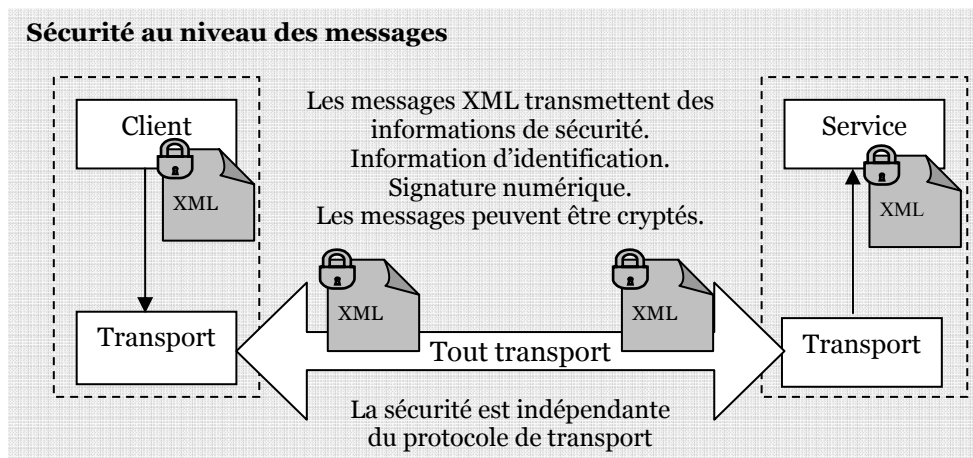 Sécurité au niveau des messages
Client
XML
Les messages XML transmettent des
informations de sécurité.
Information d'identification.
Signature numérique.
Les messages peuvent être cryptés.
Service
XML
XML
XML
Transport
Tout transport
Transport
La sécurité est indépendante
du protocole de transport